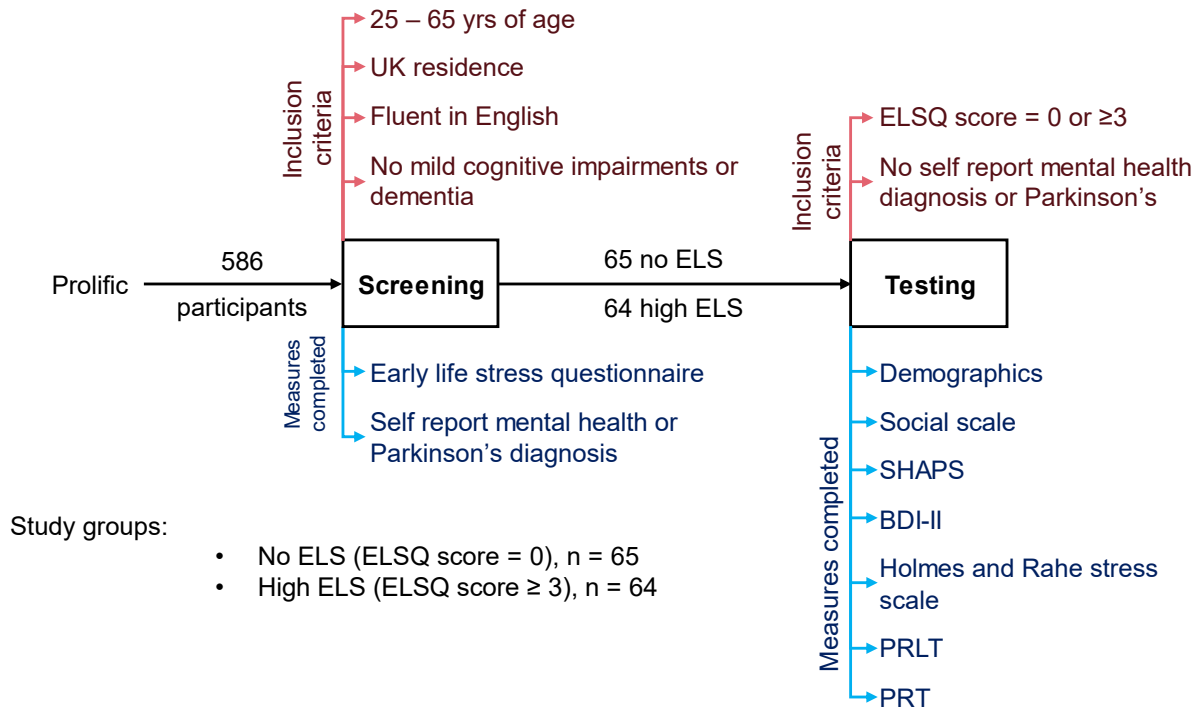 25 – 65 yrs of age
UK residence
Fluent in English
No mild cognitive impairments or
dementia
Inclusion
criteria
ELSQ score = 0 or ≥3
No self report mental health
diagnosis or Parkinson’s
Inclusion
criteria
Prolific
586
participants
Screening
65 no ELS
64 high ELS
Testing
Measures
completed
Early life stress questionnaire
Self report mental health or
Parkinson’s diagnosis
Measures completed
Demographics
Social scale
SHAPS
BDI-II
Holmes and Rahe stress
scale
PRLT
PRT
Study groups:
• No ELS (ELSQ score = 0), n = 65
• High ELS (ELSQ score ≥ 3), n = 64